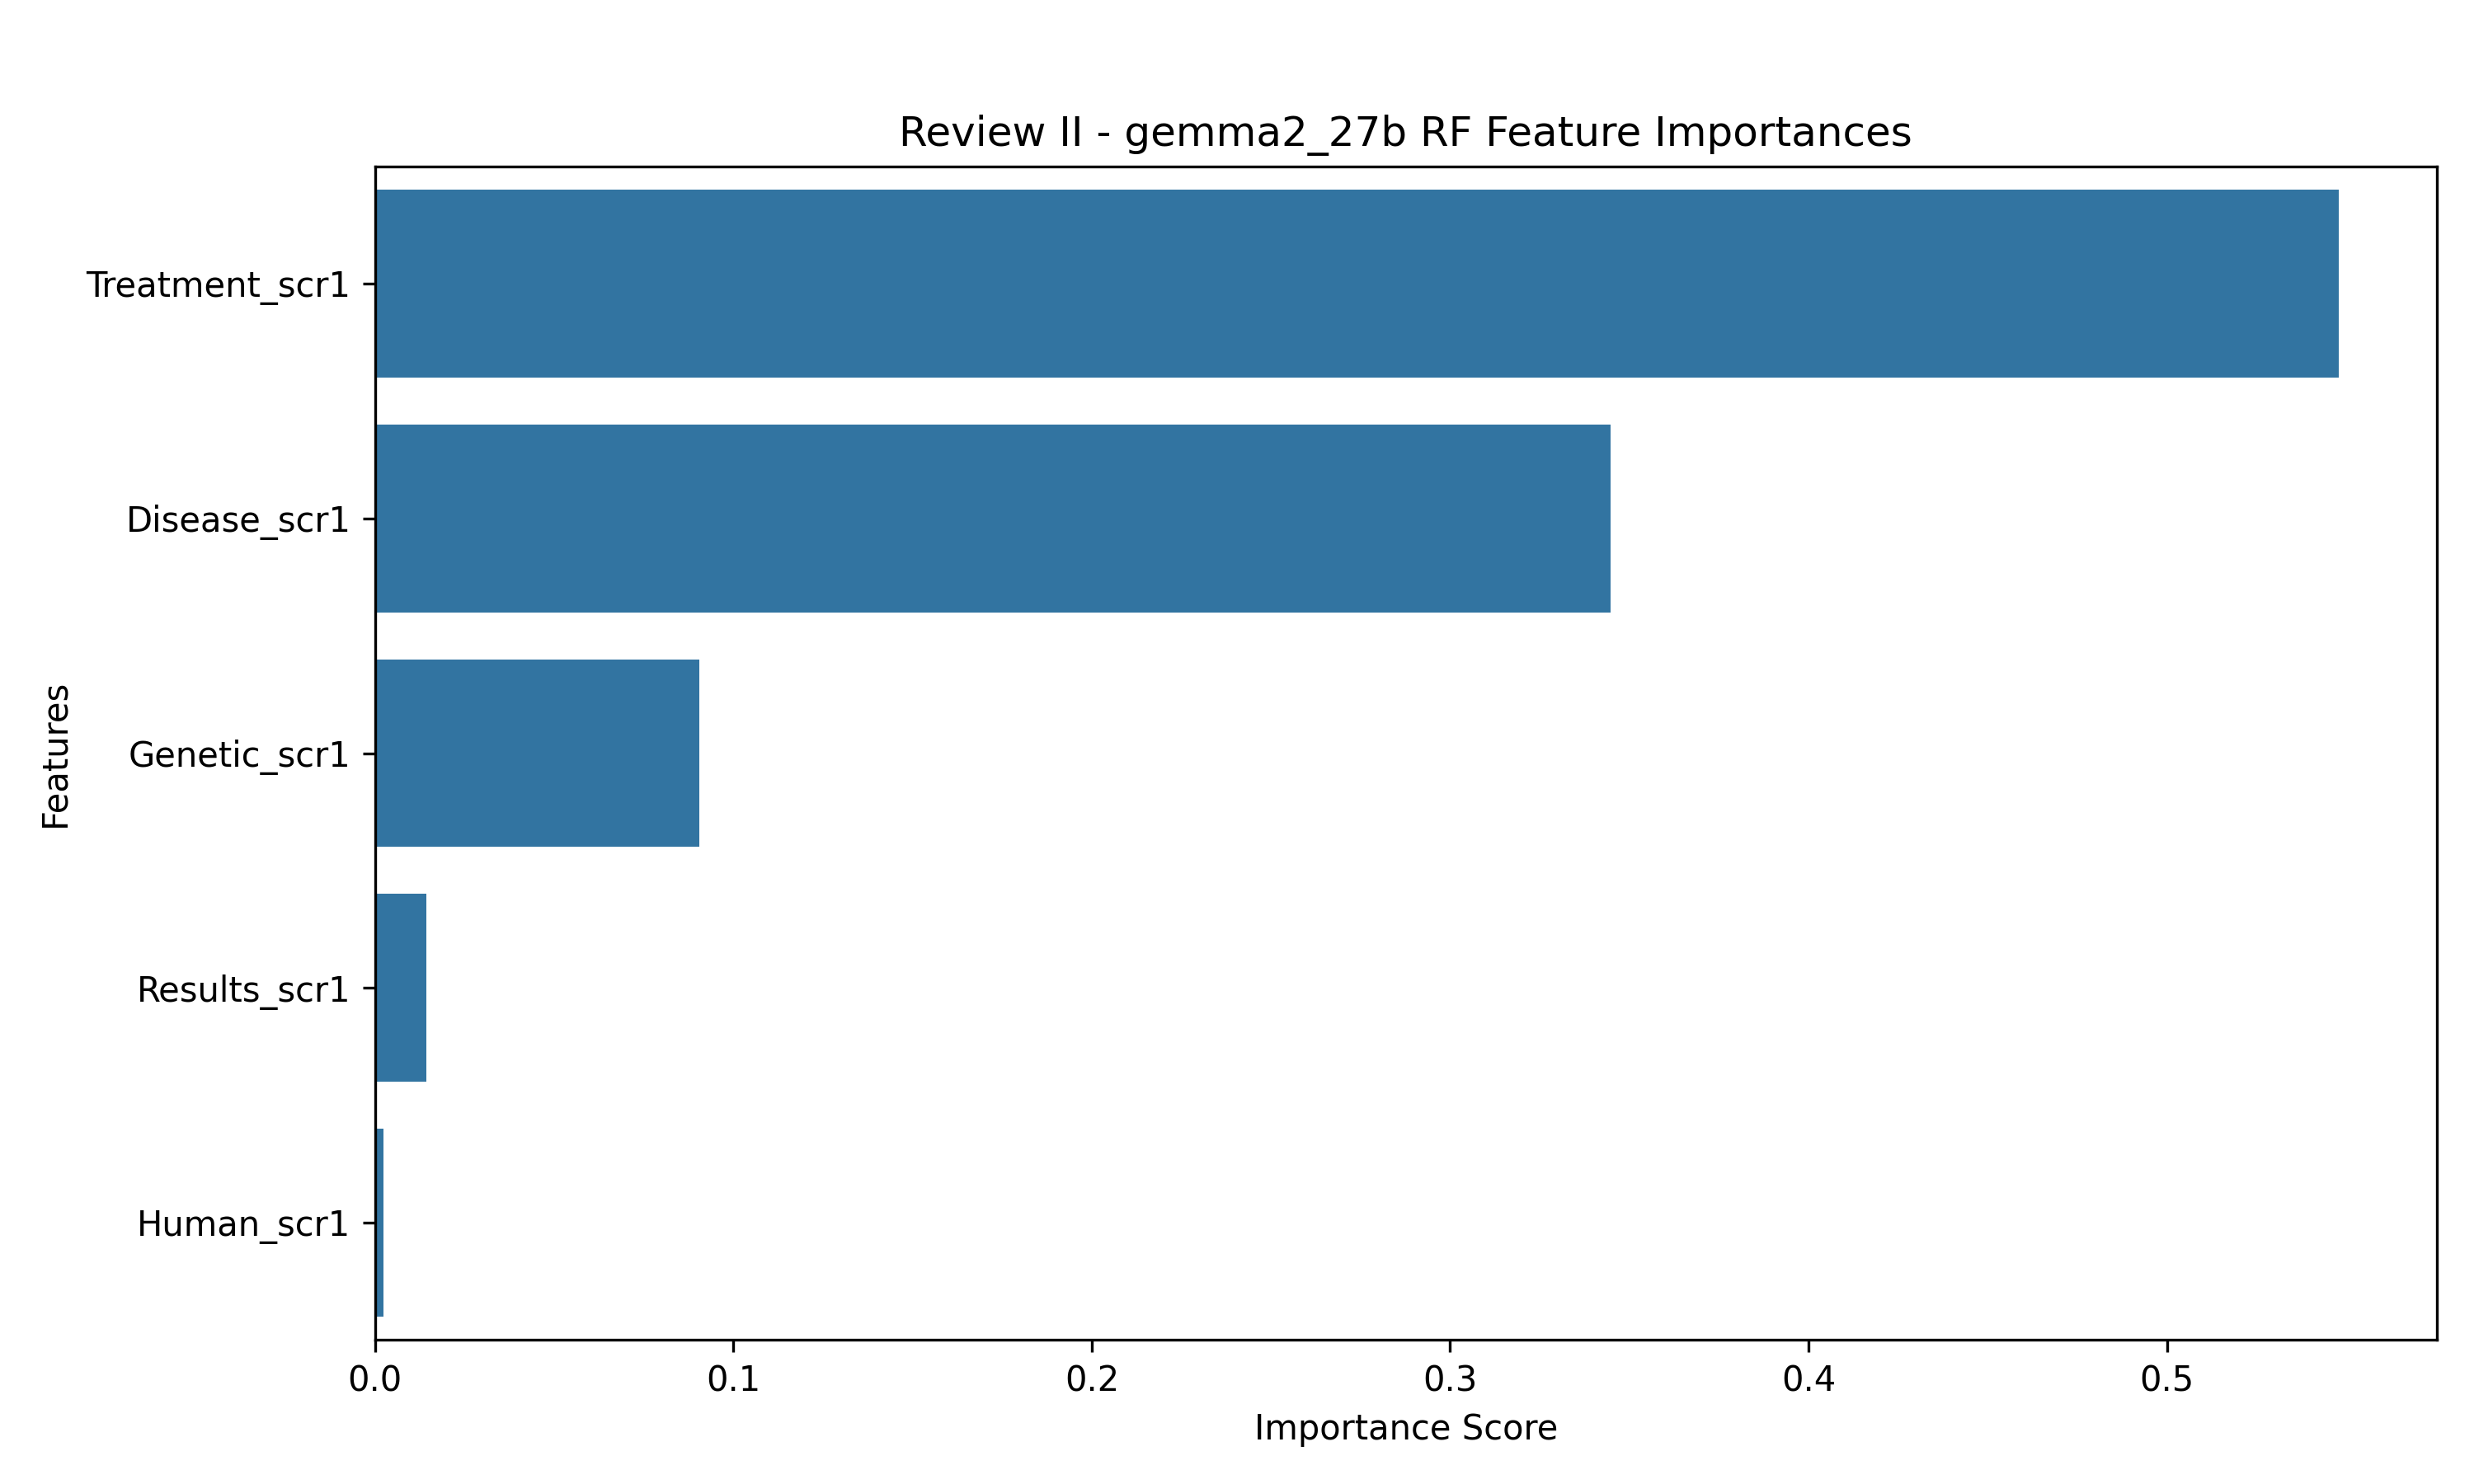 Review II - gemma2_27b RF Feature Importances
Treatment_scr1
Disease_scr1
Genetic_scr1
Results_scr1
Human_scr1
Features
0.0 0.1 0.2 0.3 0.4 0.5
Importance Score